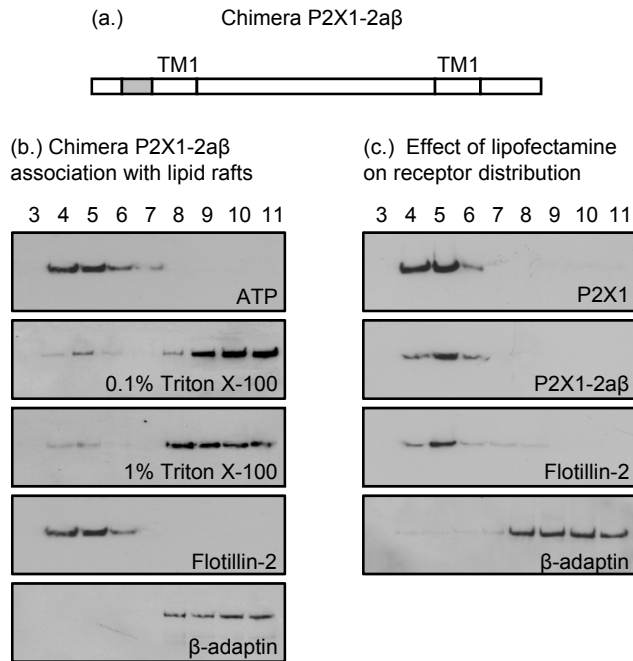 (a.) Chimera P2X1-2aβ
TM1 TM1
(b.) Chimera P2X1-2aβ
association with lipid rafts
3 4 5 6 7 8 9 10 11
ATP
0.1% Triton X-100
1% Triton X-100
Flotillin-2
β-adaptin
(c.) Effect of lipofectamine
on receptor distribution
3 4 5 6 7 8 9 10 11
P2X1
P2X1-2aβ
Flotillin-2
β-adaptin